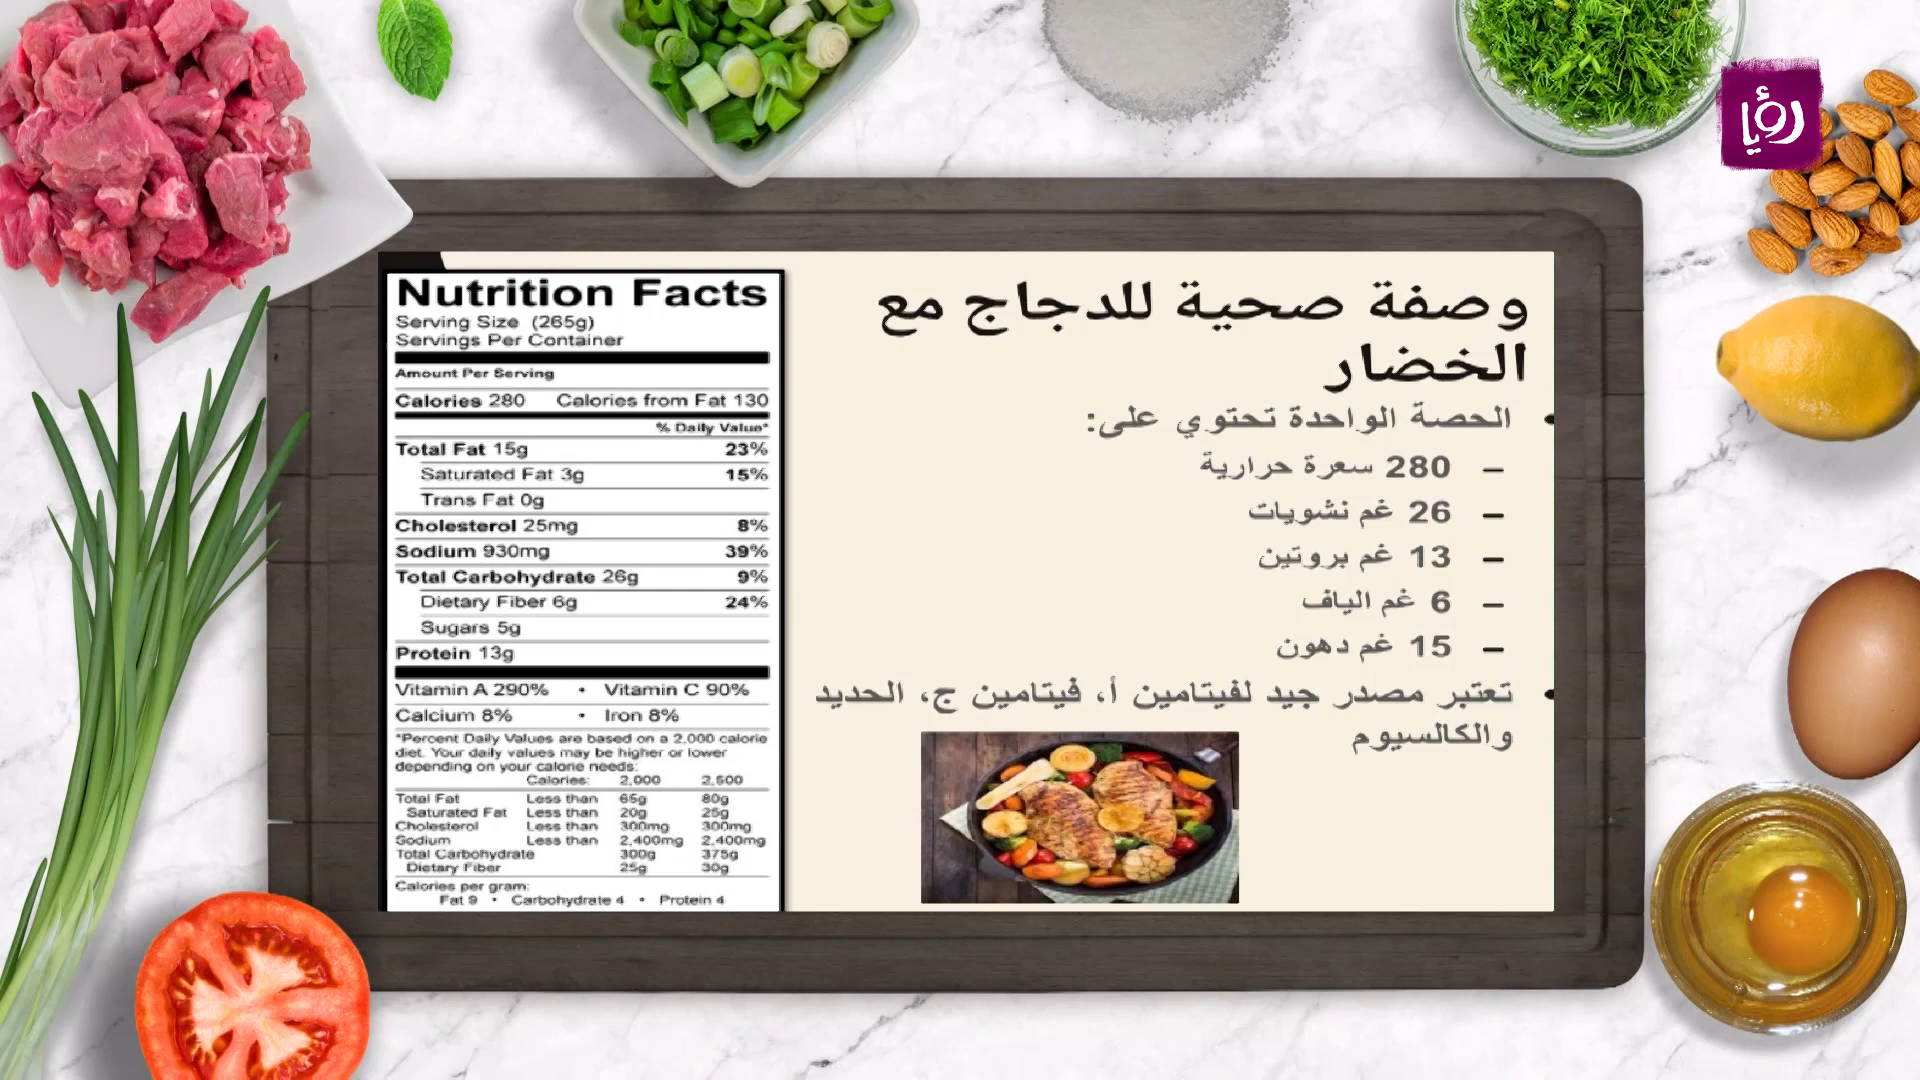 رؤيا
Nutrition Facts
Serving Size (265g)
Servings Per Container
Amount Per Serving
Calories 280 Calories from Fat 130
% Daily Value*
Total Fat 15g 23%
Saturated Fat 3g 15%
Trans Fat 0g
Cholesterol 25mg 8%
Sodium 930mg 39%
Total Carbohydrate 26g 9%
Dietary Fiber 6g 24%
Sugars 5g
Protein 13g
Vitamin A 290% • Vitamin C 90%
Calcium 8% • Iron 8%
*Percent Daily Values are based on a 2,000 calorie
diet. Your daily values may be higher or lower
depending on your calorie needs:
Calories: 2,000 2,500
Total Fat Less than 65g 80g
Saturated Fat Less than 20g 25g
Cholesterol Less than 300mg 300mg
Sodium Less than 2,400mg 2,400mg
Total Carbohydrate 300g 375g
Dietary Fiber 25g 30g
Calories per gram:
Fat 9 • Carbohydrate 4 • Protein 4
وصفة صحية للدجاج مع
الخضار
• الحصة الواحدة تحتوي على:
– 280 سعرة حرارية
– 26 غم نشويات
– 13 غم بروتين
– 6 غم الياف
– 15 غم دهون
• تعتبر مصدر جيد لفيتامين أ، فيتامين ج، الحديد
والكالسيوم